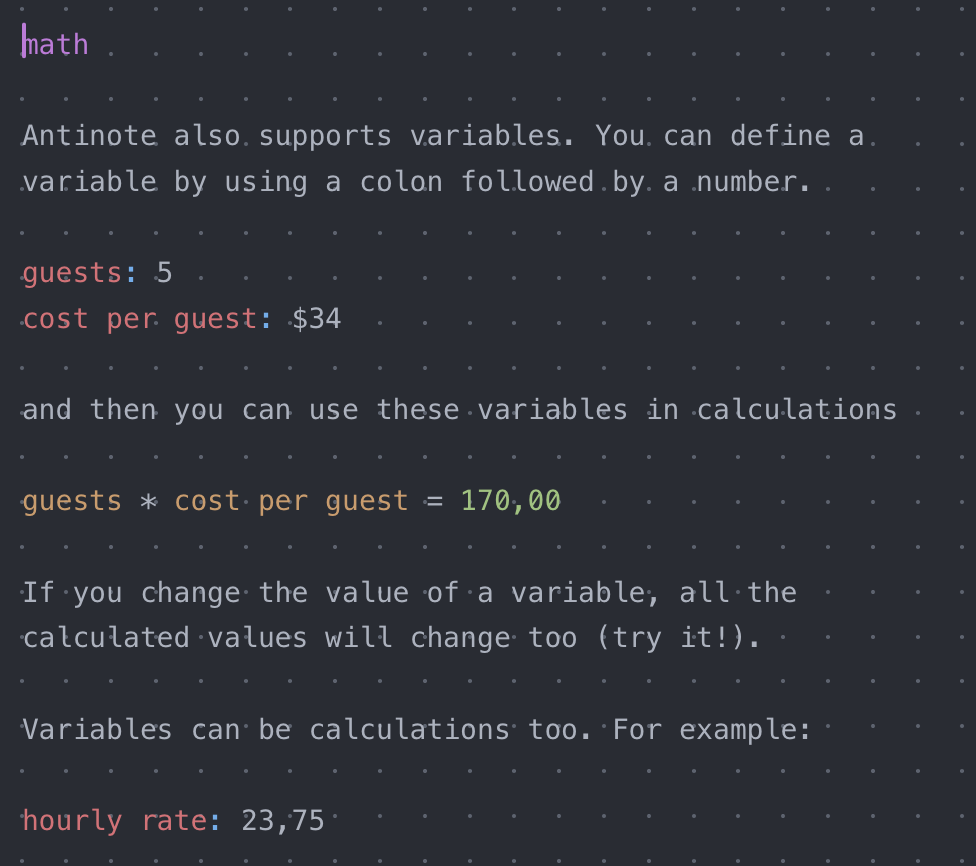 math
Antinote also supports variables. You can define a
variable by using a colon followed by a number.
guests: 5
cost per guest: $34
and then you can use these variables in calculations
guests * cost per guest = 170,00
If you change the value of a variable, all the
calculated values will change too (try it!).
Variables can be calculations too. For example:
hourly rate: 23,75